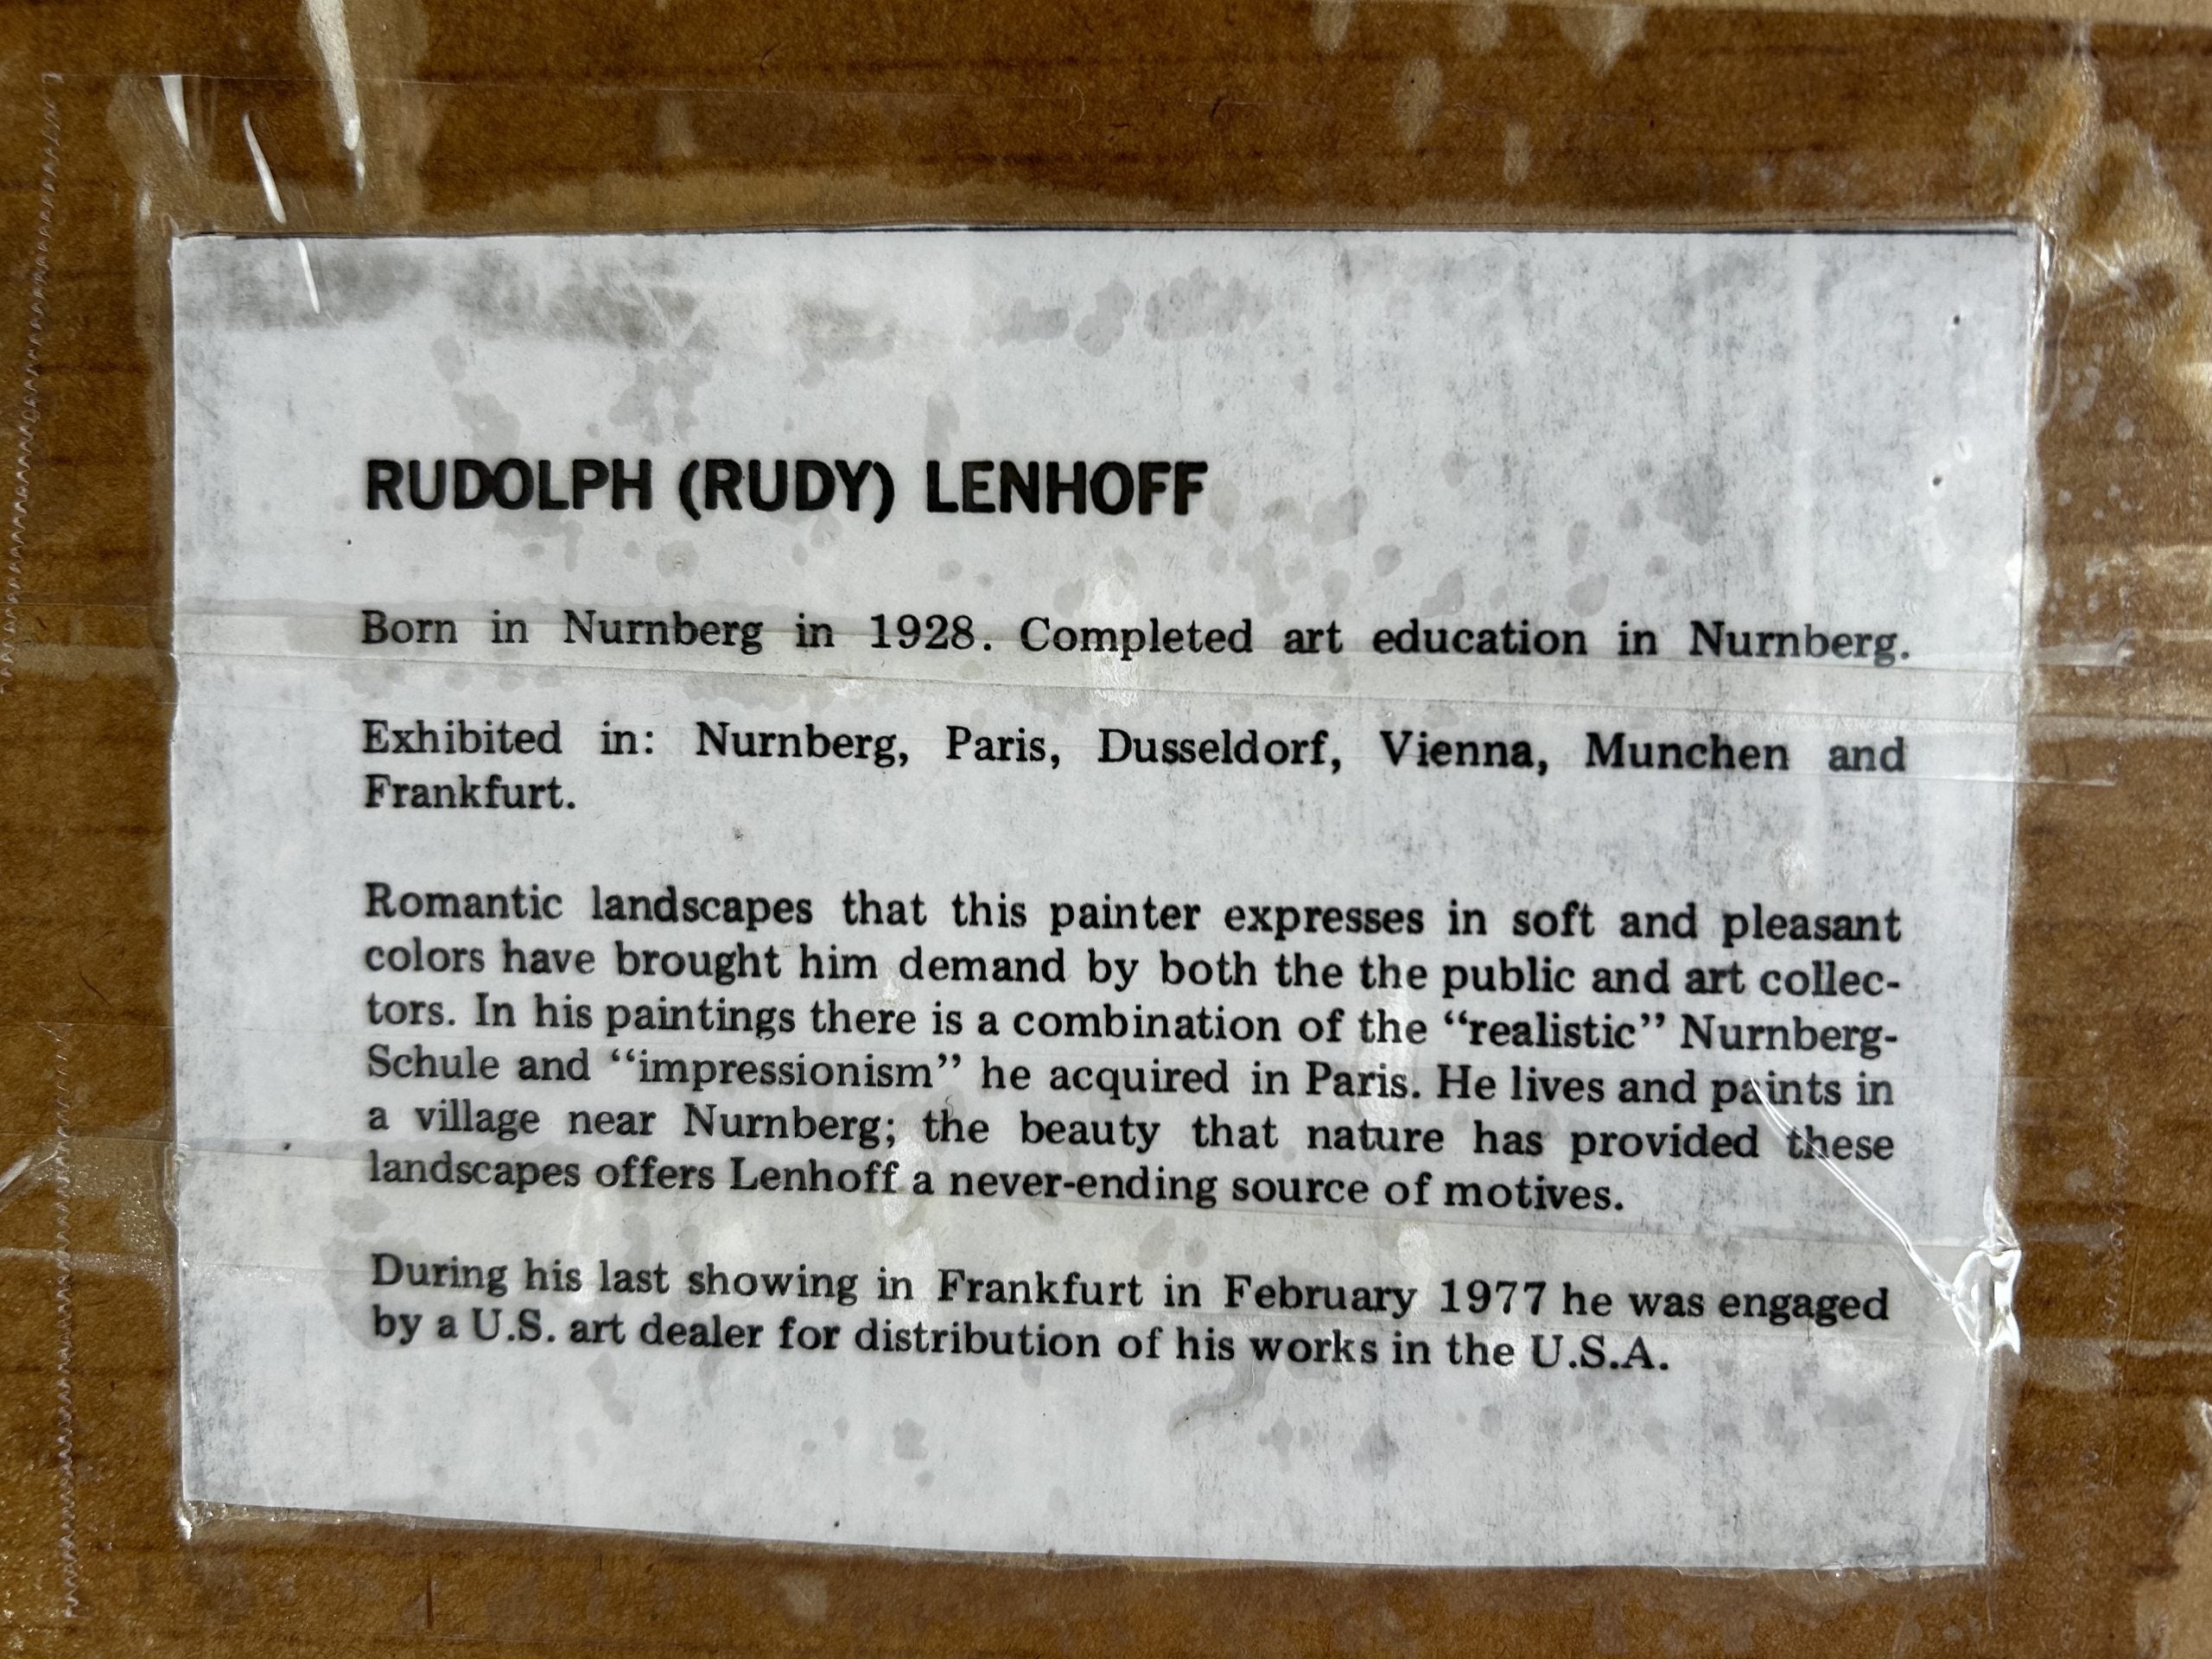 RUDOLPH (RUDY) LENHOFF
Born in Nurnberg in 1928. Completed art education in Nurnberg.
Exhibited in: Nurnberg, Paris, Dusseldorf, Vienna, Munchen and
Frankfurt.
Romantic landscapes that this painter expresses in soft and pleasant
colors have brought him demand by both the the public and art collec-
tors. In his paintings there is a combination of the “realistic” Nurnberg-
Schule and “impressionism” he acquired in Paris. He lives and paints in
a village near Nurnberg; the beauty that nature has provided these
landscapes offers Lenhoff a never-ending source of motives.
During his last showing in Frankfurt in February 1977 he was engaged
by a U.S. art dealer for distribution of his works in the U.S.A.